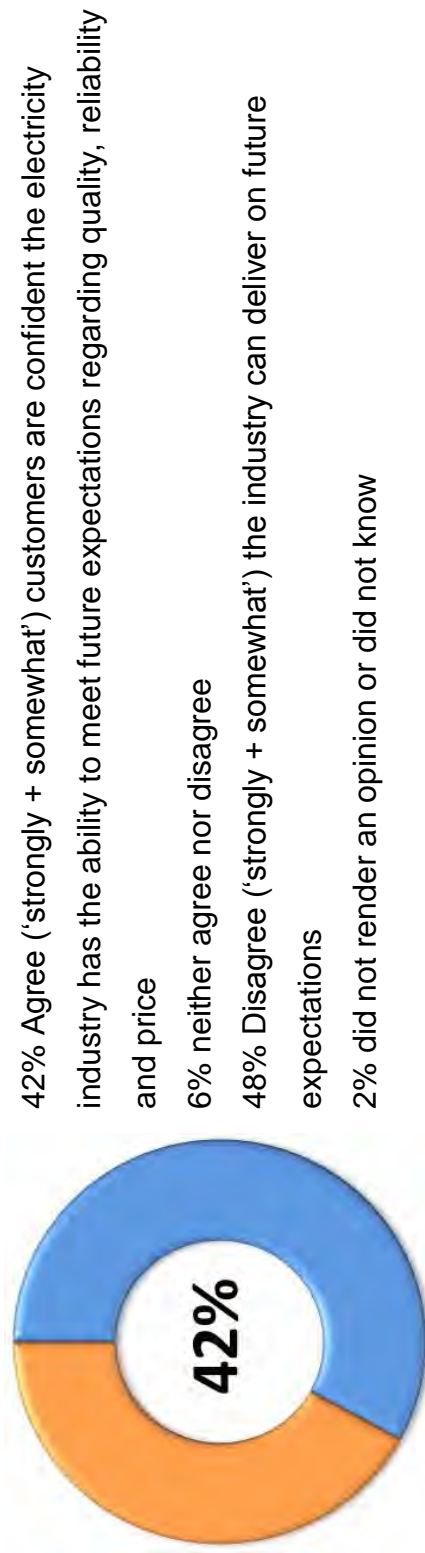 42%
42% Agree (‘strongly + somewhat’) customers are confident the electricity
industry has the ability to meet future expectations regarding quality, reliability
and price
6% neither agree nor disagree
48% Disagree (‘strongly + somewhat’) the industry can deliver on future
expectations
2% did not render an opinion or did not know